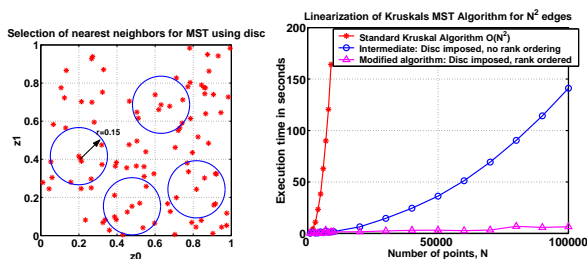 Selection of nearest neighbors for MST using disc
1
0.8
0.6
0.4
0.2
0
z1
r=0.15
0 0.2 0.4 0.6 0.8 1
z0
Linearization of Kruskals MST Algorithm for N² edges
Standard Kruskal Algorithm O(N²)
Intermediate: Disc imposed, no rank ordering
Modified algorithm: Disc imposed, rank ordered
200
150
100
50
0
Execution time in seconds
0 50000 100000
Number of points, N